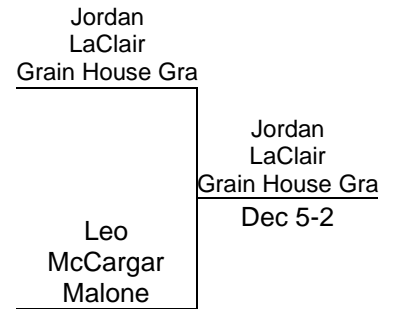 Jordan
LaClair
Grain House Gra
Jordan
LaClair
Grain House Gra
Dec 5-2
Leo
McCargar
Malone